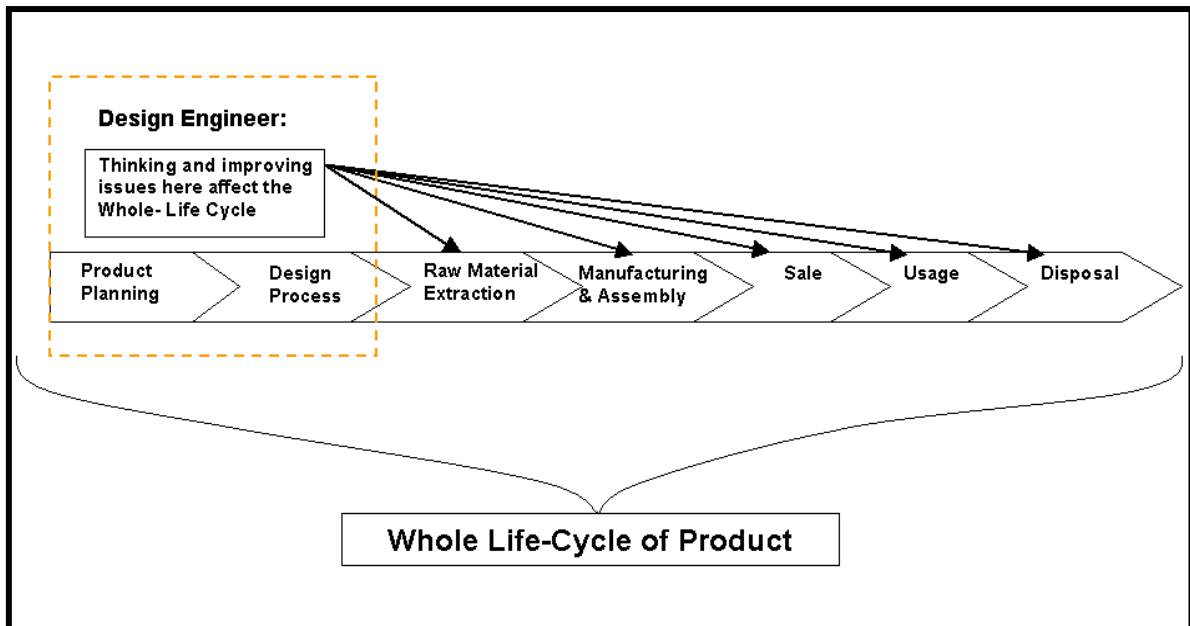 Design Engineer:
Thinking and improving
issues here affect the
Whole- Life Cycle
Product
Planning
Design
Process
Raw Material
Extraction
Manufacturing
& Assembly
Sale
Usage
Disposal
Whole Life-Cycle of Product